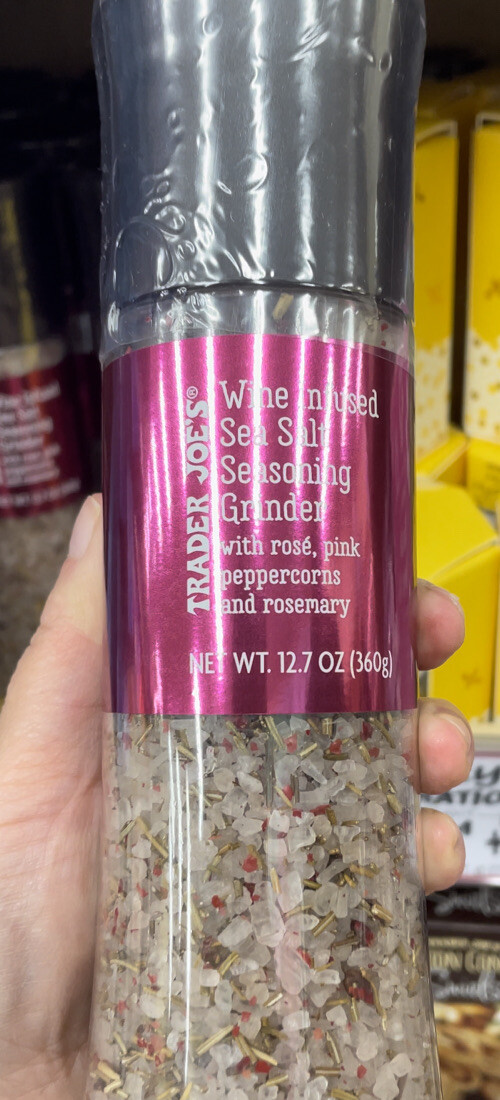 TRADER JOE'S®
Wine Infused
Sea Salt
Seasoning
Grinder
with rosé, pink
peppercorns
and rosemary
NET WT. 12.7 OZ (360g)